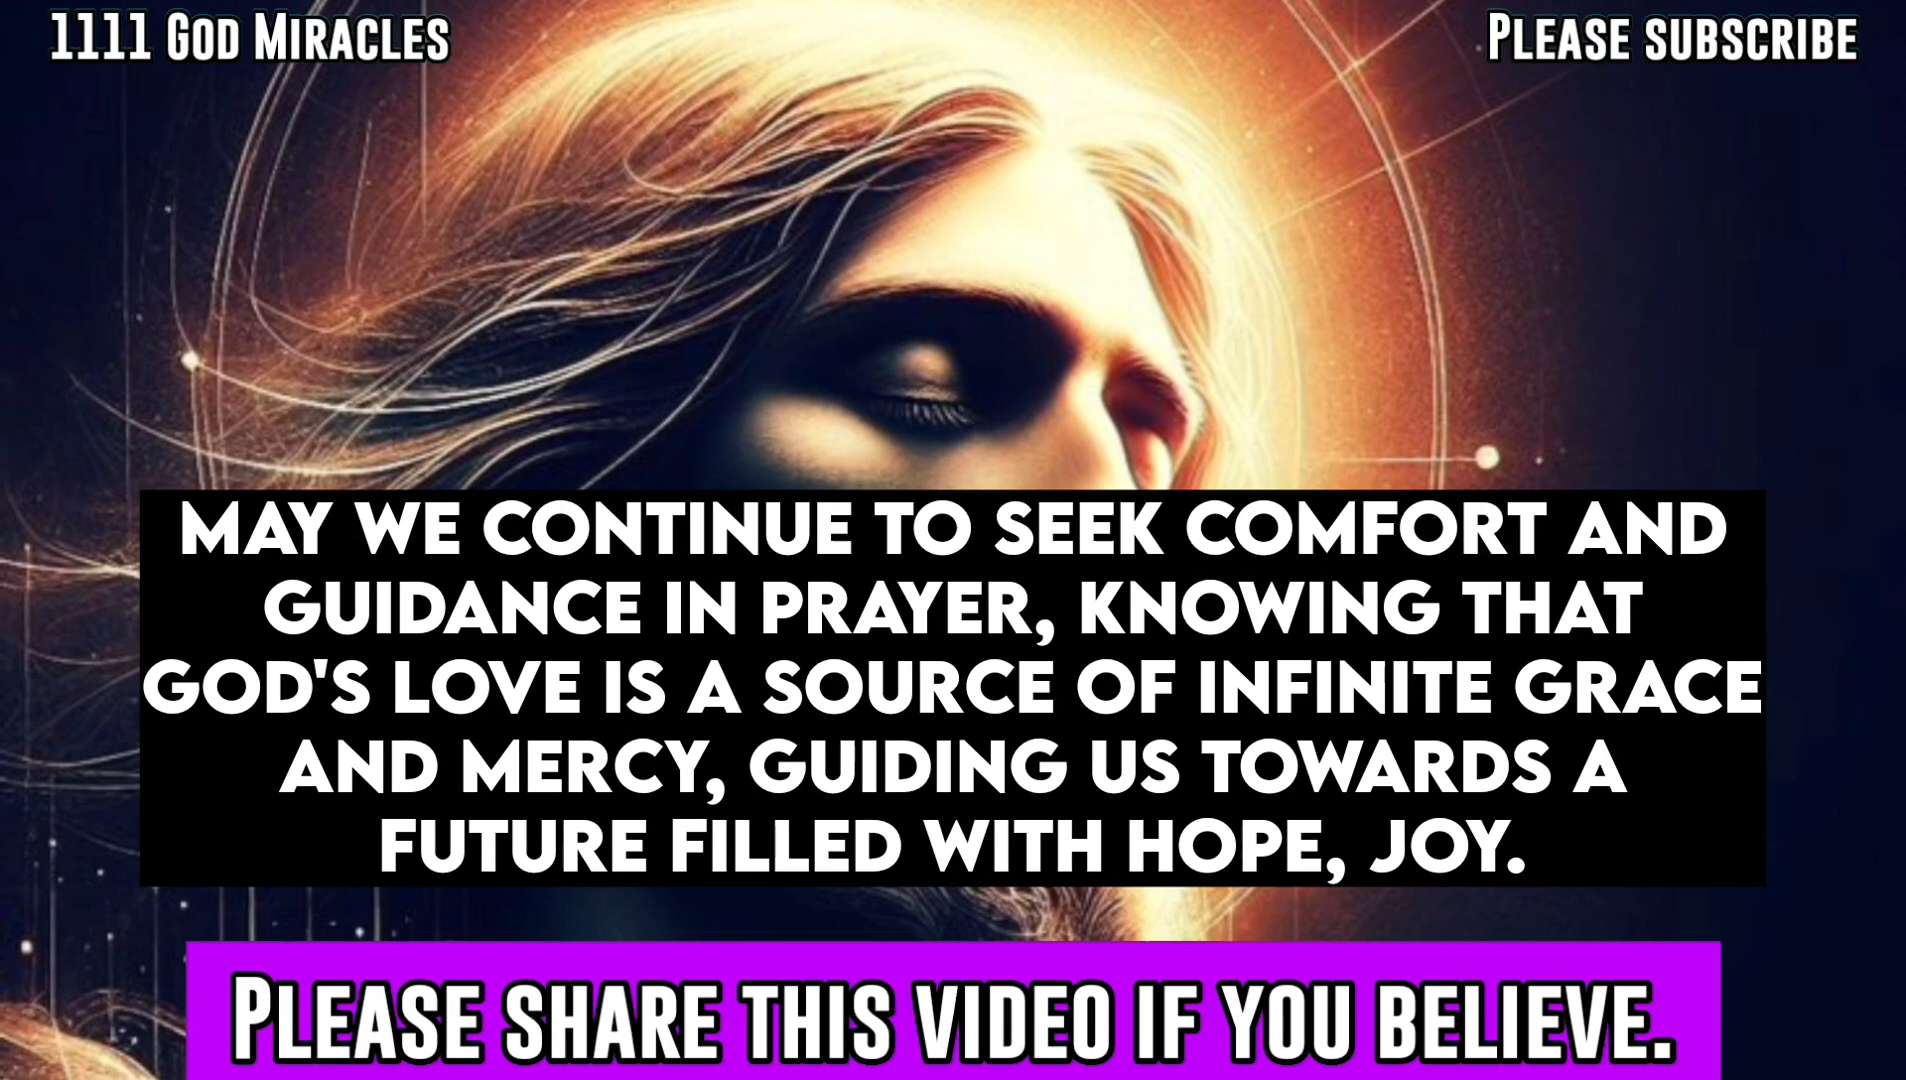 1111 God Miracles
Please subscribe
MAY WE CONTINUE TO SEEK COMFORT AND
GUIDANCE IN PRAYER, KNOWING THAT
GOD'S LOVE IS A SOURCE OF INFINITE GRACE
AND MERCY, GUIDING US TOWARDS A
FUTURE FILLED WITH HOPE, JOY.
Please share this video if you believe.